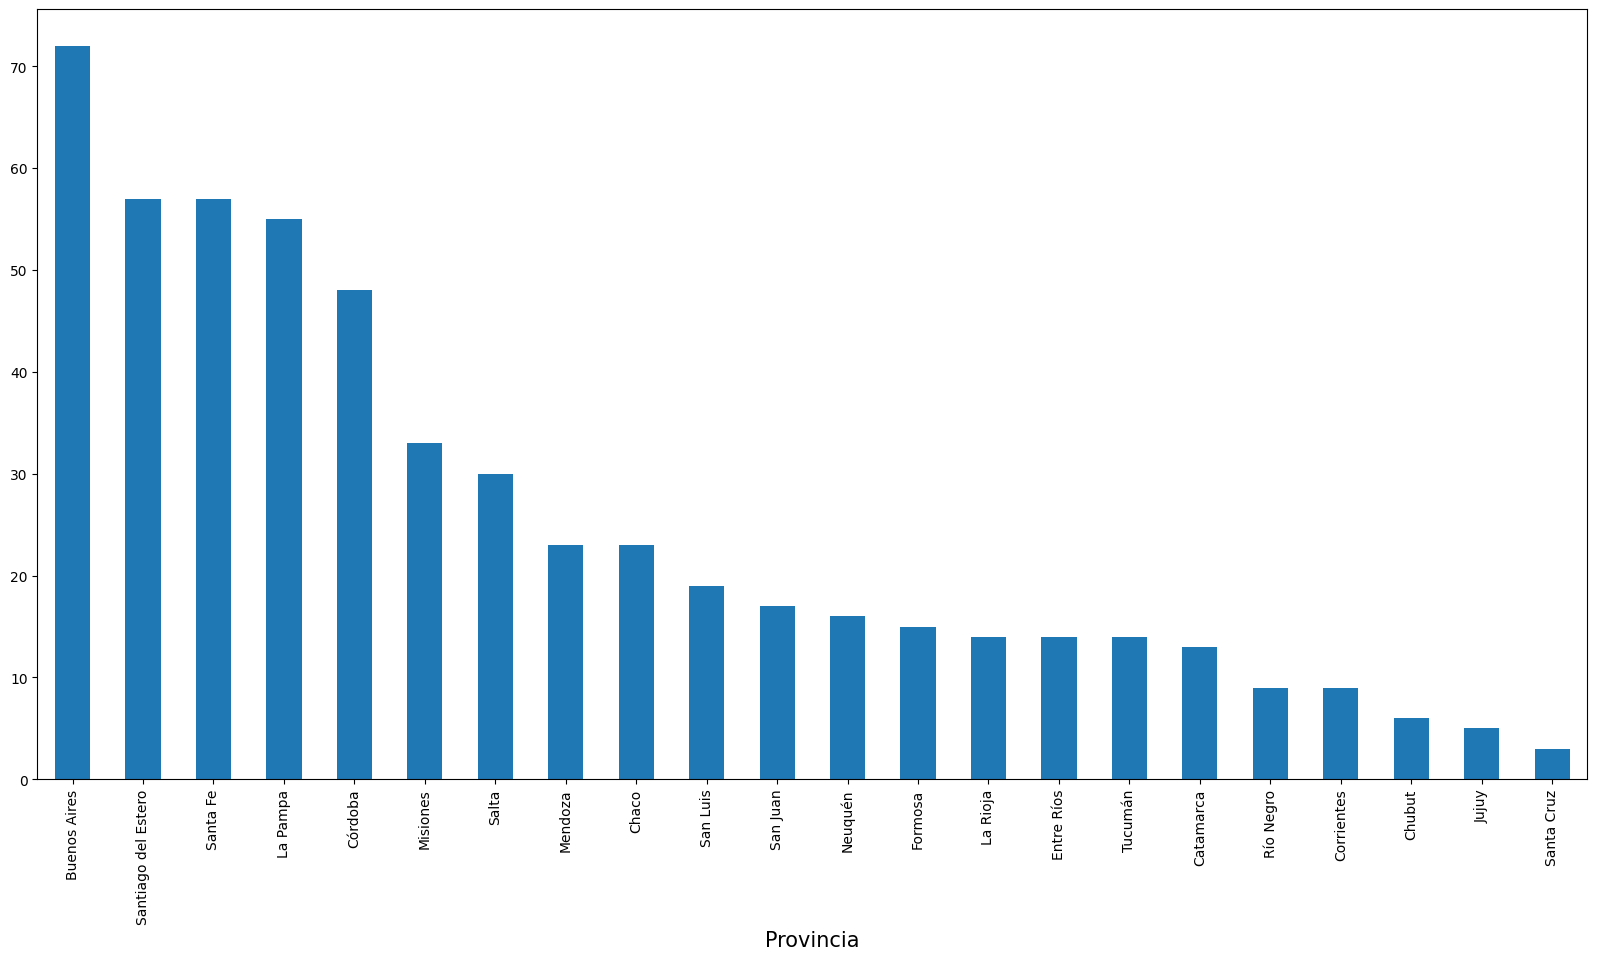 70
60
50
40
30
20
10
0
Buenos Aires
Santiago del Estero
Santa Fe
La Pampa
Córdoba
Misiones
Salta
Mendoza
Chaco
San Luis
San Juan
Neuquén
Formosa
La Rioja
Entre Ríos
Tucumán
Catamarca
Río Negro
Corrientes
Chubut
Jujuy
Santa Cruz
Provincia